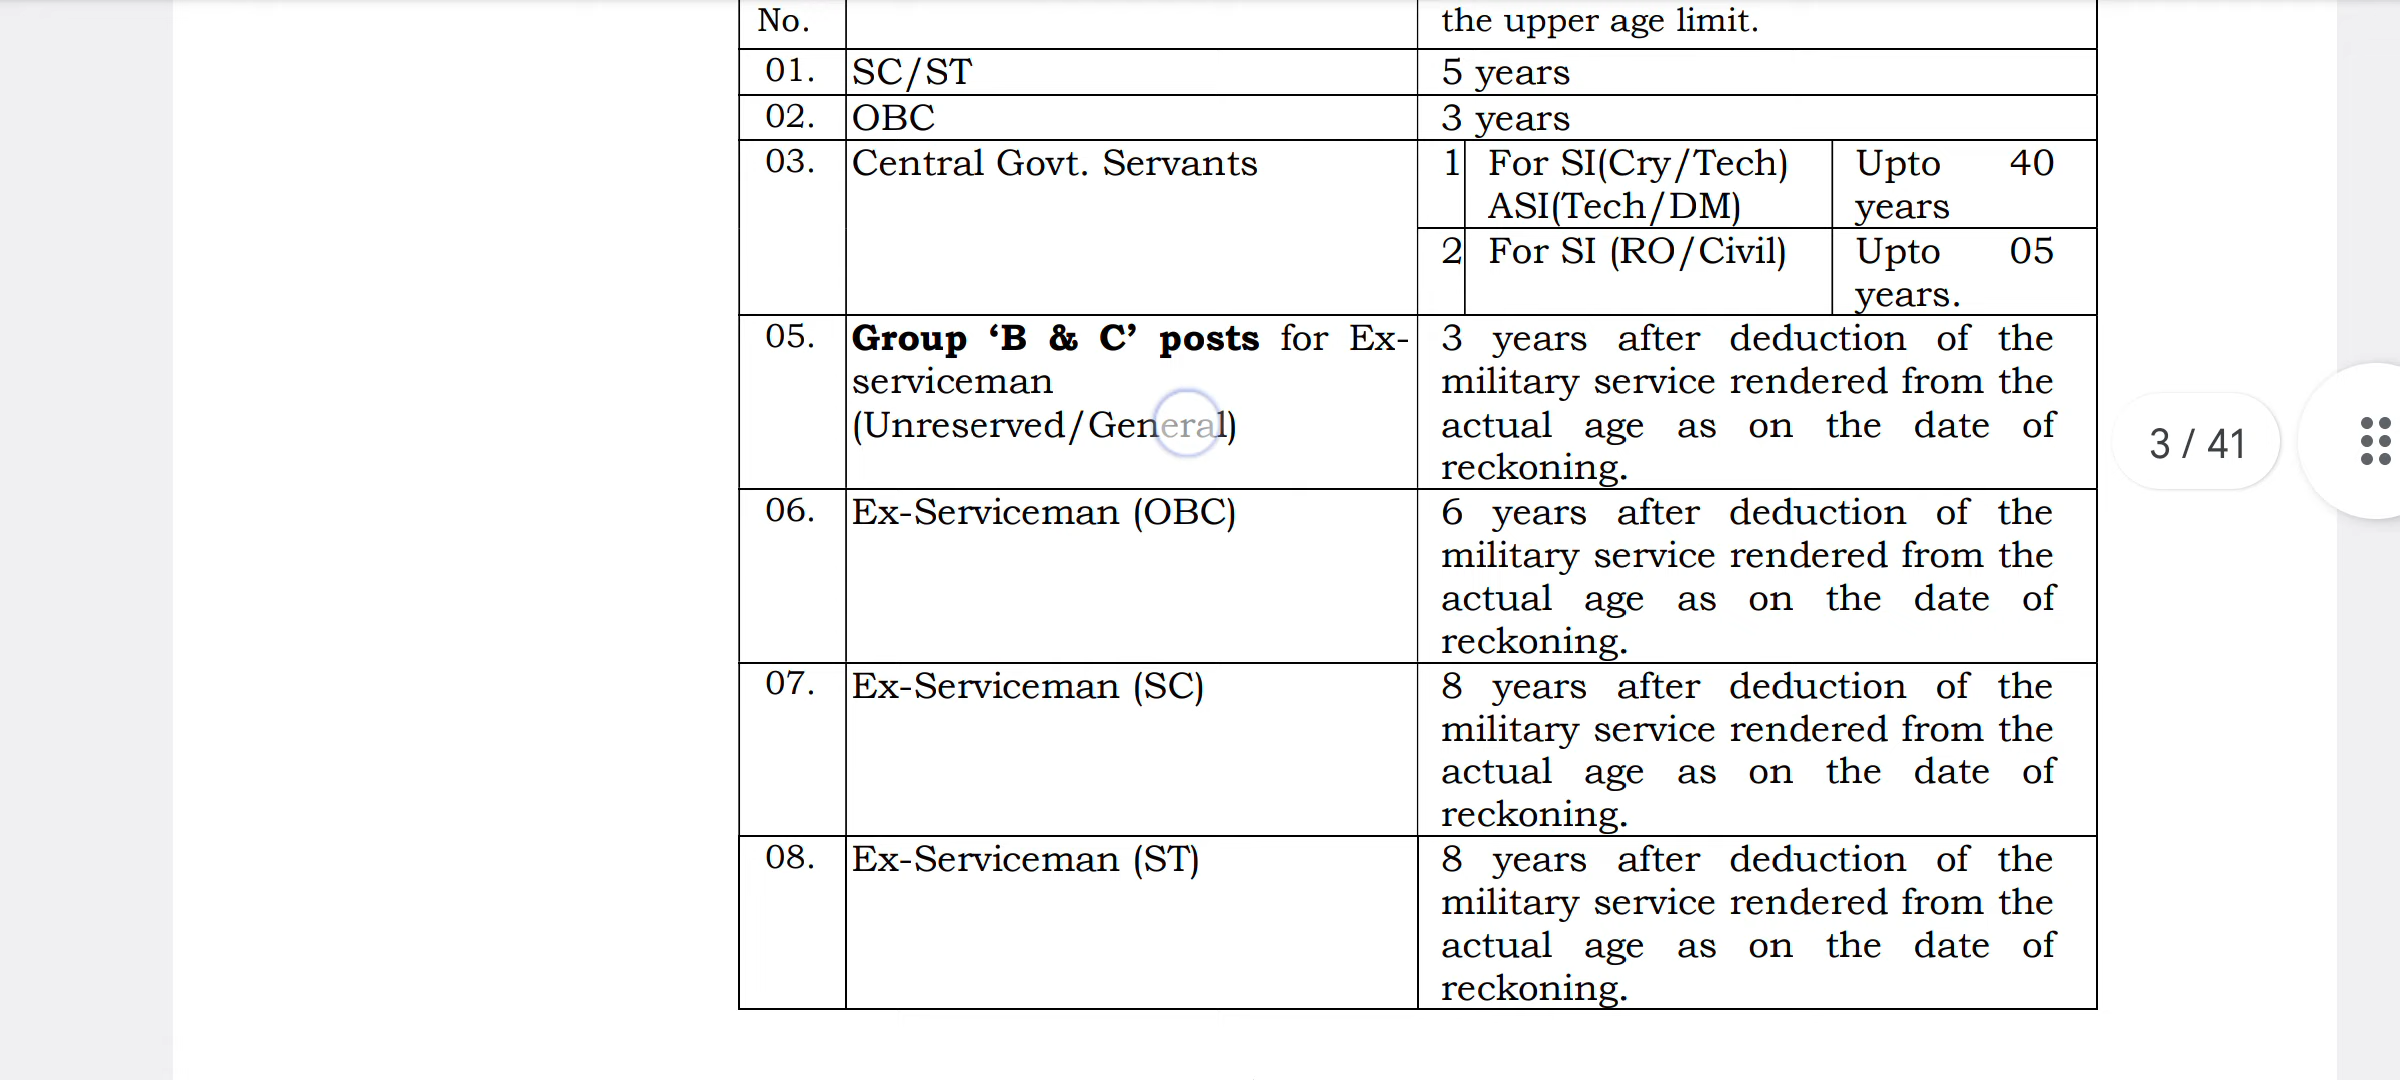 No.
the upper age limit.
01. SC/ST 5 years
02. OBC 3 years
03. Central Govt. Servants 1 For SI(Cry/Tech) Upto 40
ASI(Tech/DM) years
2 For SI (RO/Civil) Upto 05
years.
05. Group ‘B & C’ posts for Ex- 3 years after deduction of the
serviceman military service rendered from the
(Unreserved/General) actual age as on the date of
reckoning.
06. Ex-Serviceman (OBC) 6 years after deduction of the
military service rendered from the
actual age as on the date of
reckoning.
07. Ex-Serviceman (SC) 8 years after deduction of the
military service rendered from the
actual age as on the date of
reckoning.
08. Ex-Serviceman (ST) 8 years after deduction of the
military service rendered from the
actual age as on the date of
reckoning.
3 / 41